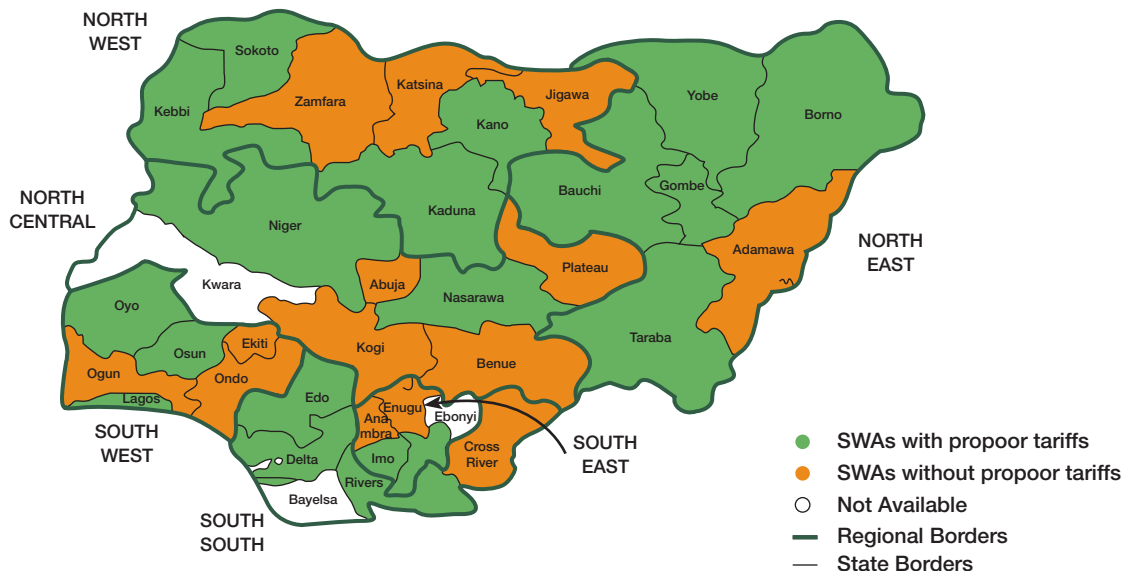 NORTH
WEST
Sokoto
Kebbi
Zamfara
Katsina
Jigawa
Kano
Yobe
Borno
NORTH
CENTRAL
Niger
Kaduna
Bauchi
Gombe
Adamawa
NORTH
EAST
Kwara
Abuja
Nasarawa
Plateau
Taraba
Oyo
Osun
Ekiti
Ogun
Ondo
Lagos
Kogi
Benue
SOUTH
WEST
Edo
Enugu
Ana
mbra
Ebonyi
Cross
River
SOUTH
EAST
Delta
Imo
Rivers
Bayelsa
SOUTH
SOUTH
SWAs with propoor tariffs
SWAs without propoor tariffs
Not Available
Regional Borders
State Borders